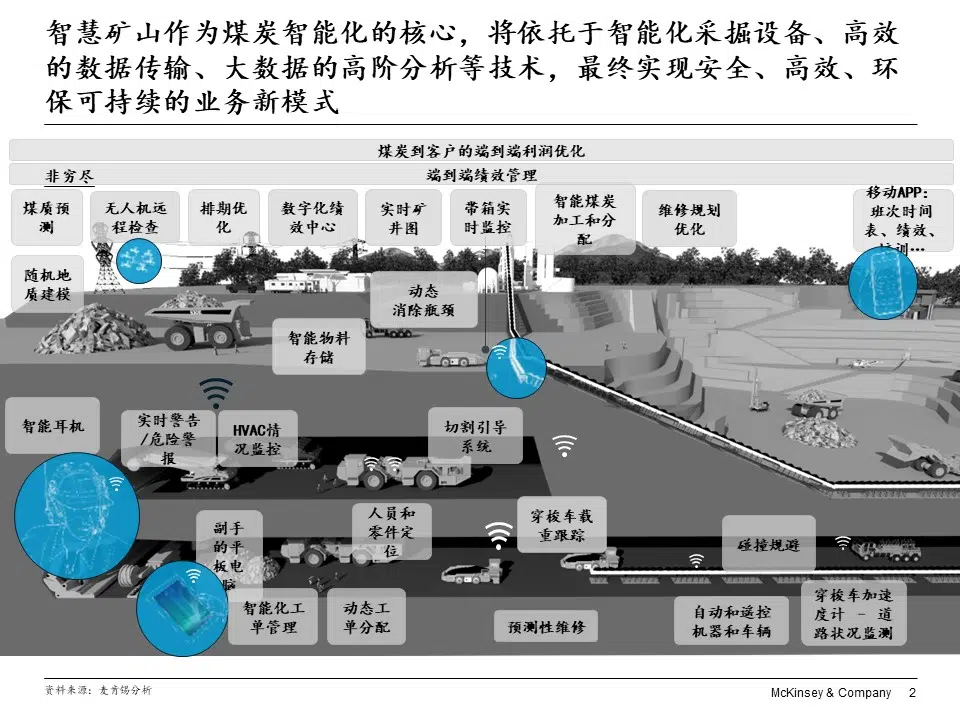 智慧矿山作为煤炭智能化的核心，将依托于智能化采掘设备、高效
的数据传输、大数据的高阶分析等技术，最终实现安全、高效、环
保可持续的业务新模式
煤炭到客户的端到端利润优化
非穷尽
端到端绩效管理
煤质预
测
无人机远
程检查
排期优
化
数字化绩
效中心
实时矿
井图
带箱实
时监控
智能煤炭
加工和分
配
维修规划
优化
移动APP：
班次时间
表、绩效、
培训…
随机地
质建模
动态
消除瓶颈
智能物料
存储
智能耳机
实时警告
/危险警
报
HVAC情
况监控
切割引导
系统
副手
的平
板电
脑
人员和
零件定
位
穿梭车载
重跟踪
碰撞规避
智能化工
单管理
动态工
单分配
预测性维修
自动和遥控
机器和车辆
穿梭车加速
度计 – 道
路状况监测
资料来源：麦肯锡分析
McKinsey & Company 2